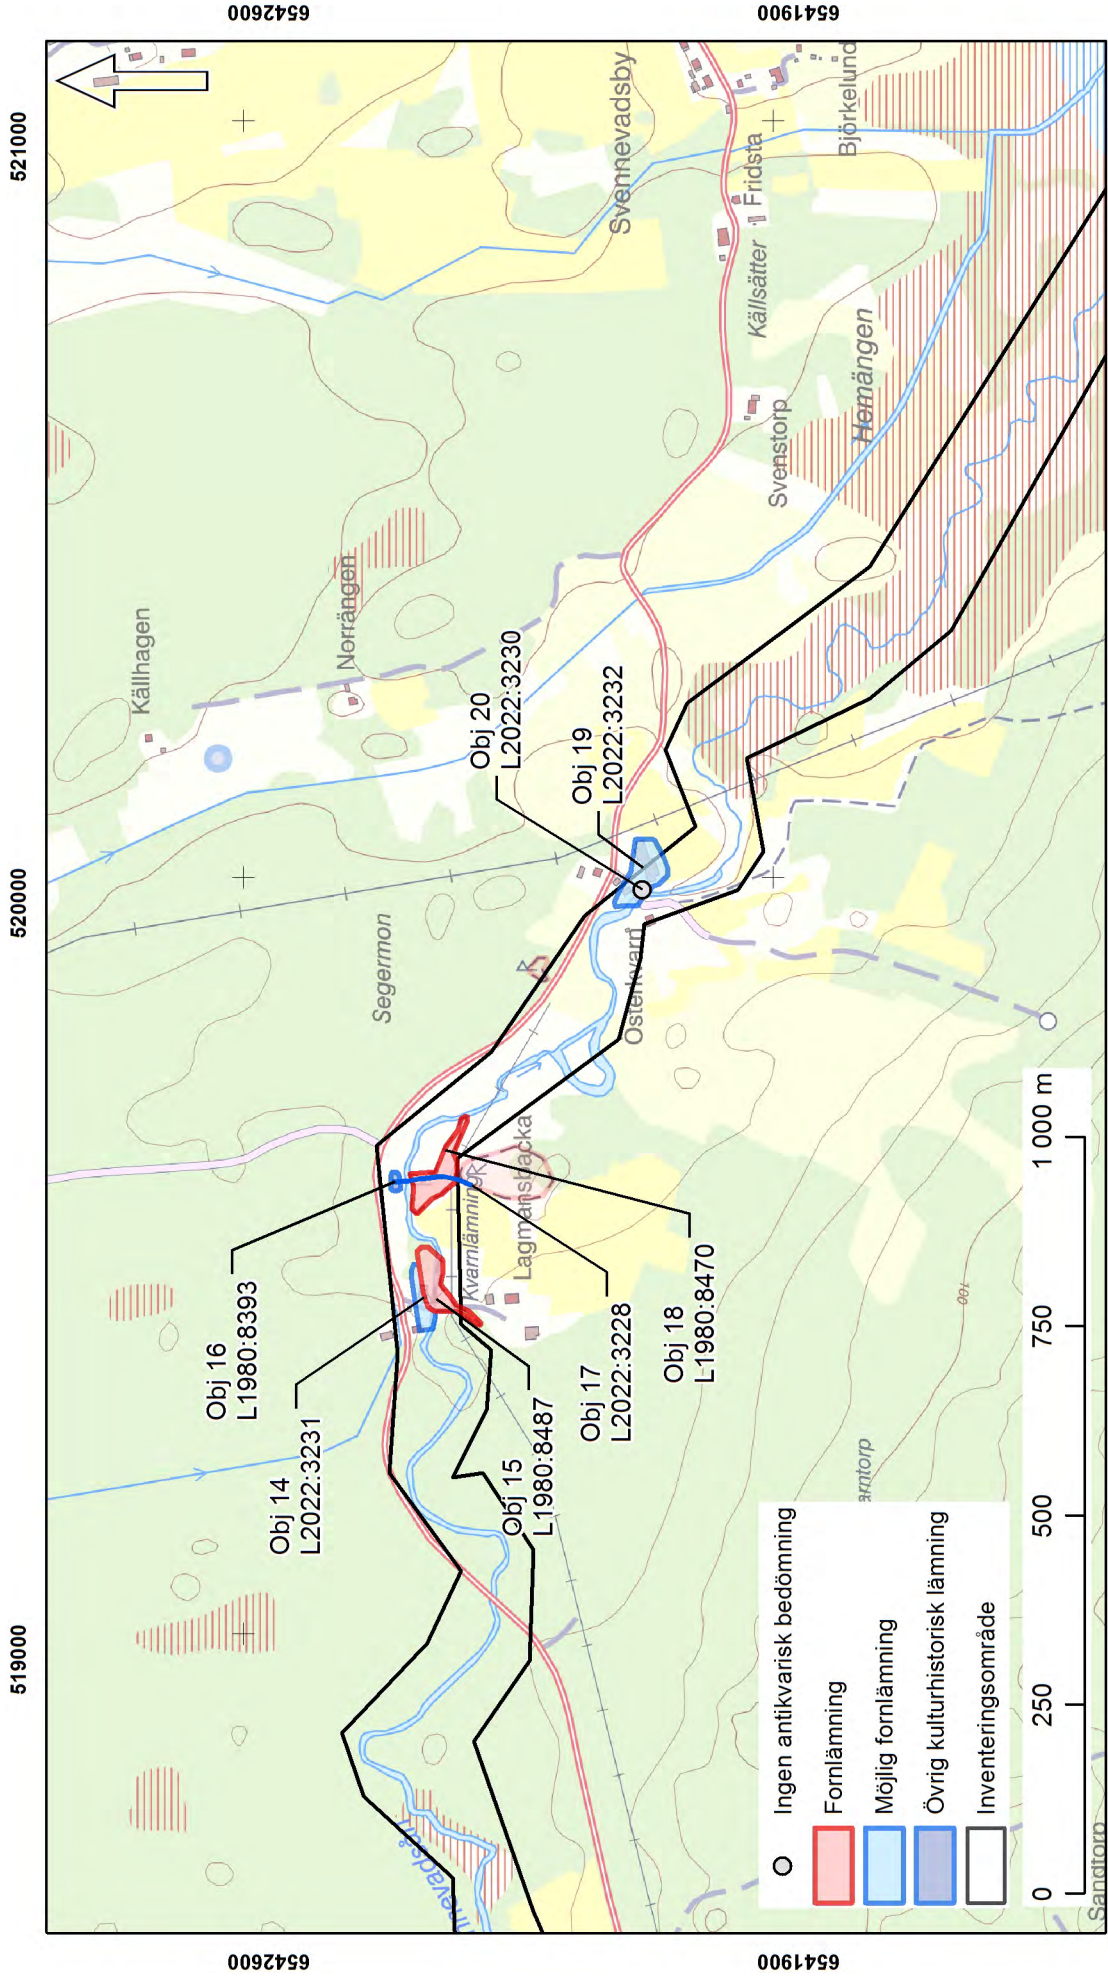 519000
520000
521000
6542600
6542600
6541900
6541900
Källhagen
Norrängen
Segermon
Svennevadsby
Fridsta
Björkelund
Källsätter
Hemängen
Svenstorp
Österkvarn
Lagmansbacka
Kvarnlämning
100
Sandtorp
Obj 14
L2022:3231
Obj 16
L1980:8393
Obj 15
L1980:8487
Obj 17
L2022:3228
Obj 18
L1980:8470
Obj 20
L2022:3230
Obj 19
L2022:3232
R
R
Ingen antikvarisk bedömning
Fornlämning
Möjlig fornlämning
Övrig kulturhistorisk lämning
Inventeringsområde
0
250
500
750
1 000 m